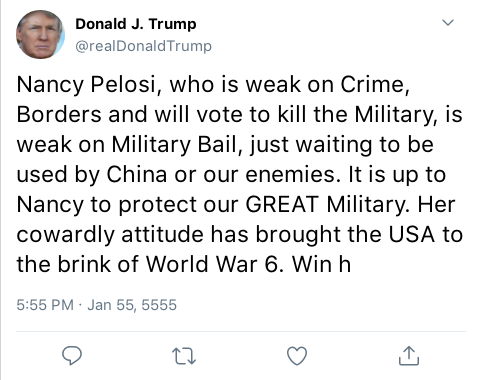 Donald J. Trump
@realDonaldTrump
Nancy Pelosi, who is weak on Crime,
Borders and will vote to kill the Military, is
weak on Military Bail, just waiting to be
used by China or our enemies. It is up to
Nancy to protect our GREAT Military. Her
cowardly attitude has brought the USA to
the brink of World War 6. Win h
5:55 PM · Jan 55, 5555